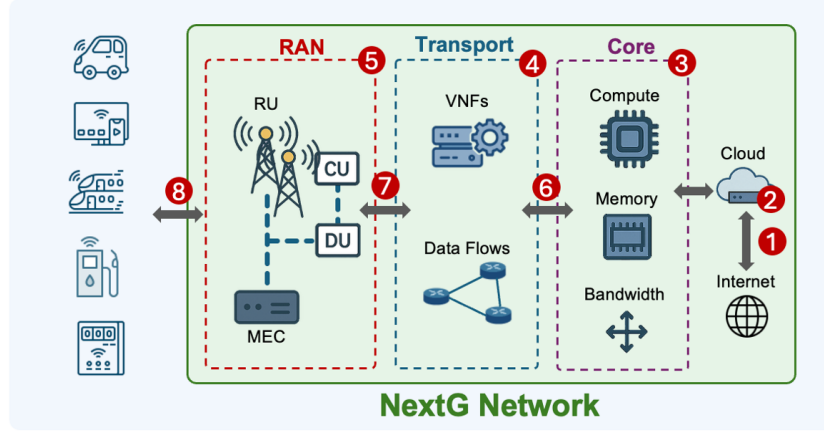 RAN
5
Transport
4
Core
3
RU
CU
DU
MEC
VNFs
Data Flows
Compute
Memory
Bandwidth
Cloud
2
1
Internet
8
7
6
NextG Network